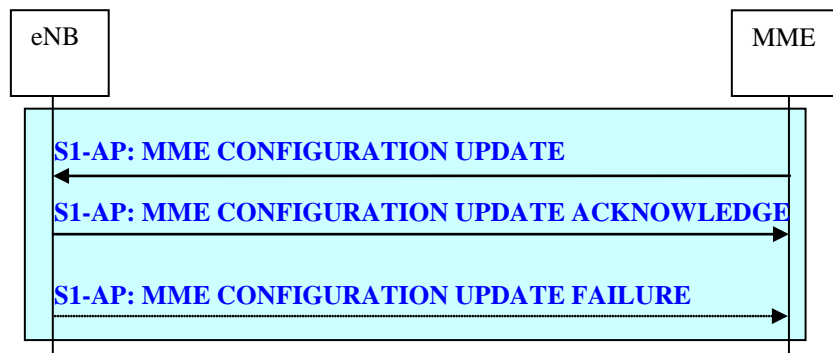 eNB
MME
S1-AP: MME CONFIGURATION UPDATE
S1-AP: MME CONFIGURATION UPDATE ACKNOWLEDGE
S1-AP: MME CONFIGURATION UPDATE FAILURE